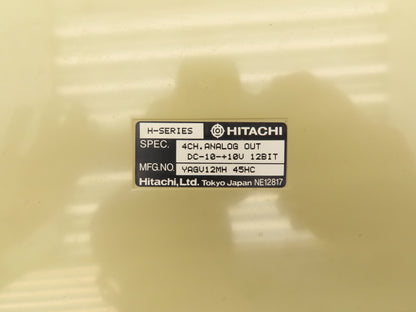 H-SERIES HITACHI
SPEC. 4CH.ANALOG OUT
DC-10-+10V 12BIT
MFG.NO. YAGV12MH 45HC
Hitachi,Ltd. Tokyo Japan NE12817